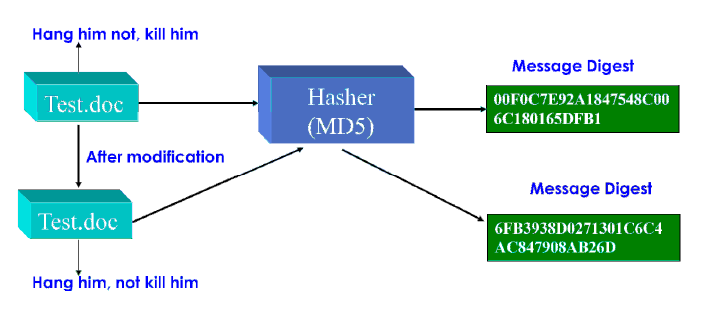 Hang him not, kill him
Test.doc
After modification
Test.doc
Hang him, not kill him
Hasher
(MD5)
Message Digest
00F0C7E92A1847548C00
6C180165DFB1
Message Digest
6FB3938D0271301C6C4
AC847908AB26D